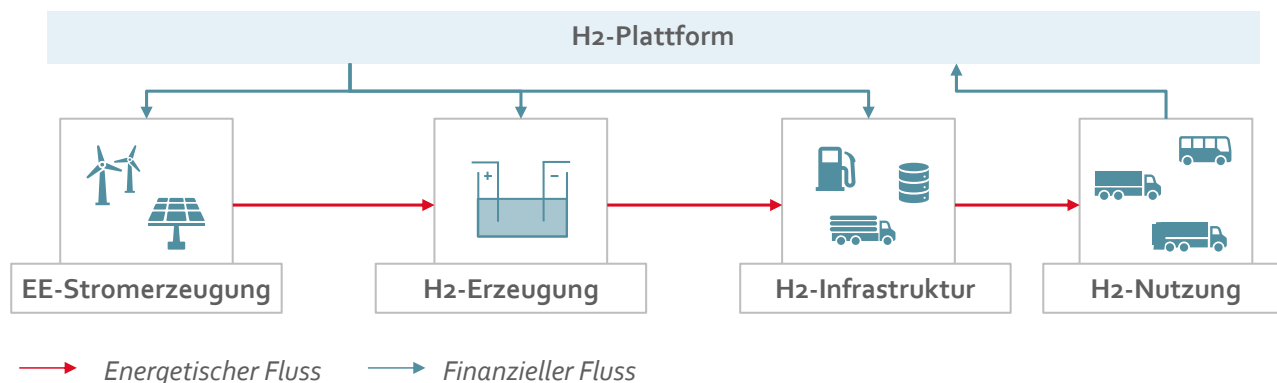 H2-Plattform
+ −
EE-Stromerzeugung H2-Erzeugung H2-Infrastruktur H2-Nutzung
Energetischer Fluss Finanzieller Fluss